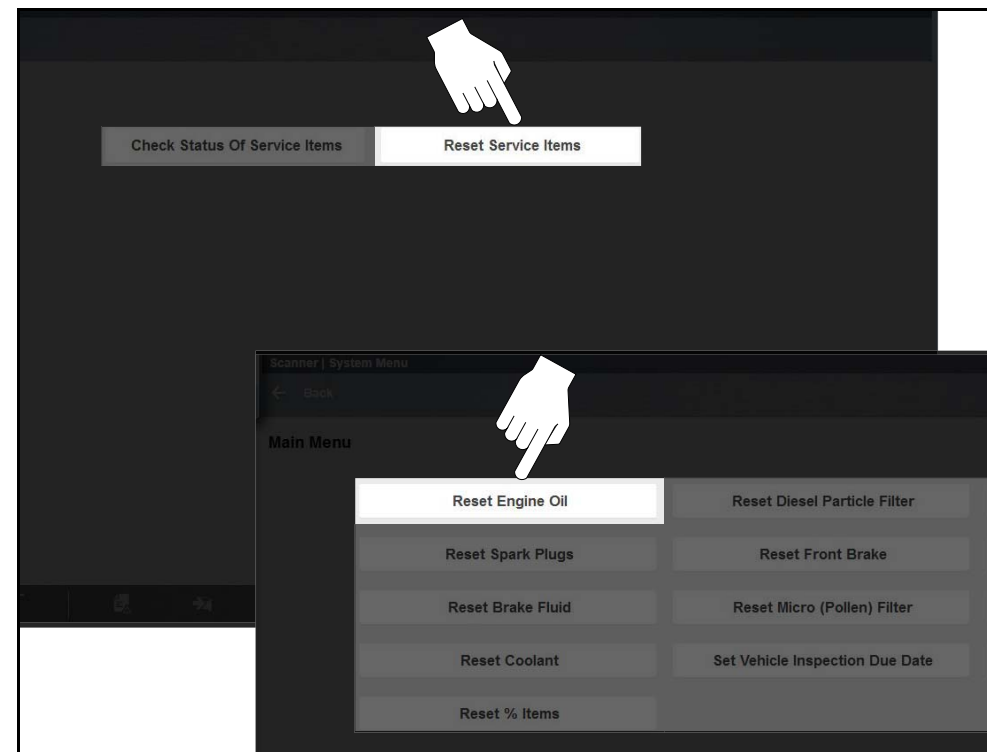 Check Status Of Service Items
Reset Service Items
Scanner | System Menu
Back
Main Menu
Reset Engine Oil
Reset Diesel Particle Filter
Reset Spark Plugs
Reset Front Brake
Reset Brake Fluid
Reset Micro (Pollen) Filter
Reset Coolant
Set Vehicle Inspection Due Date
Reset % Items